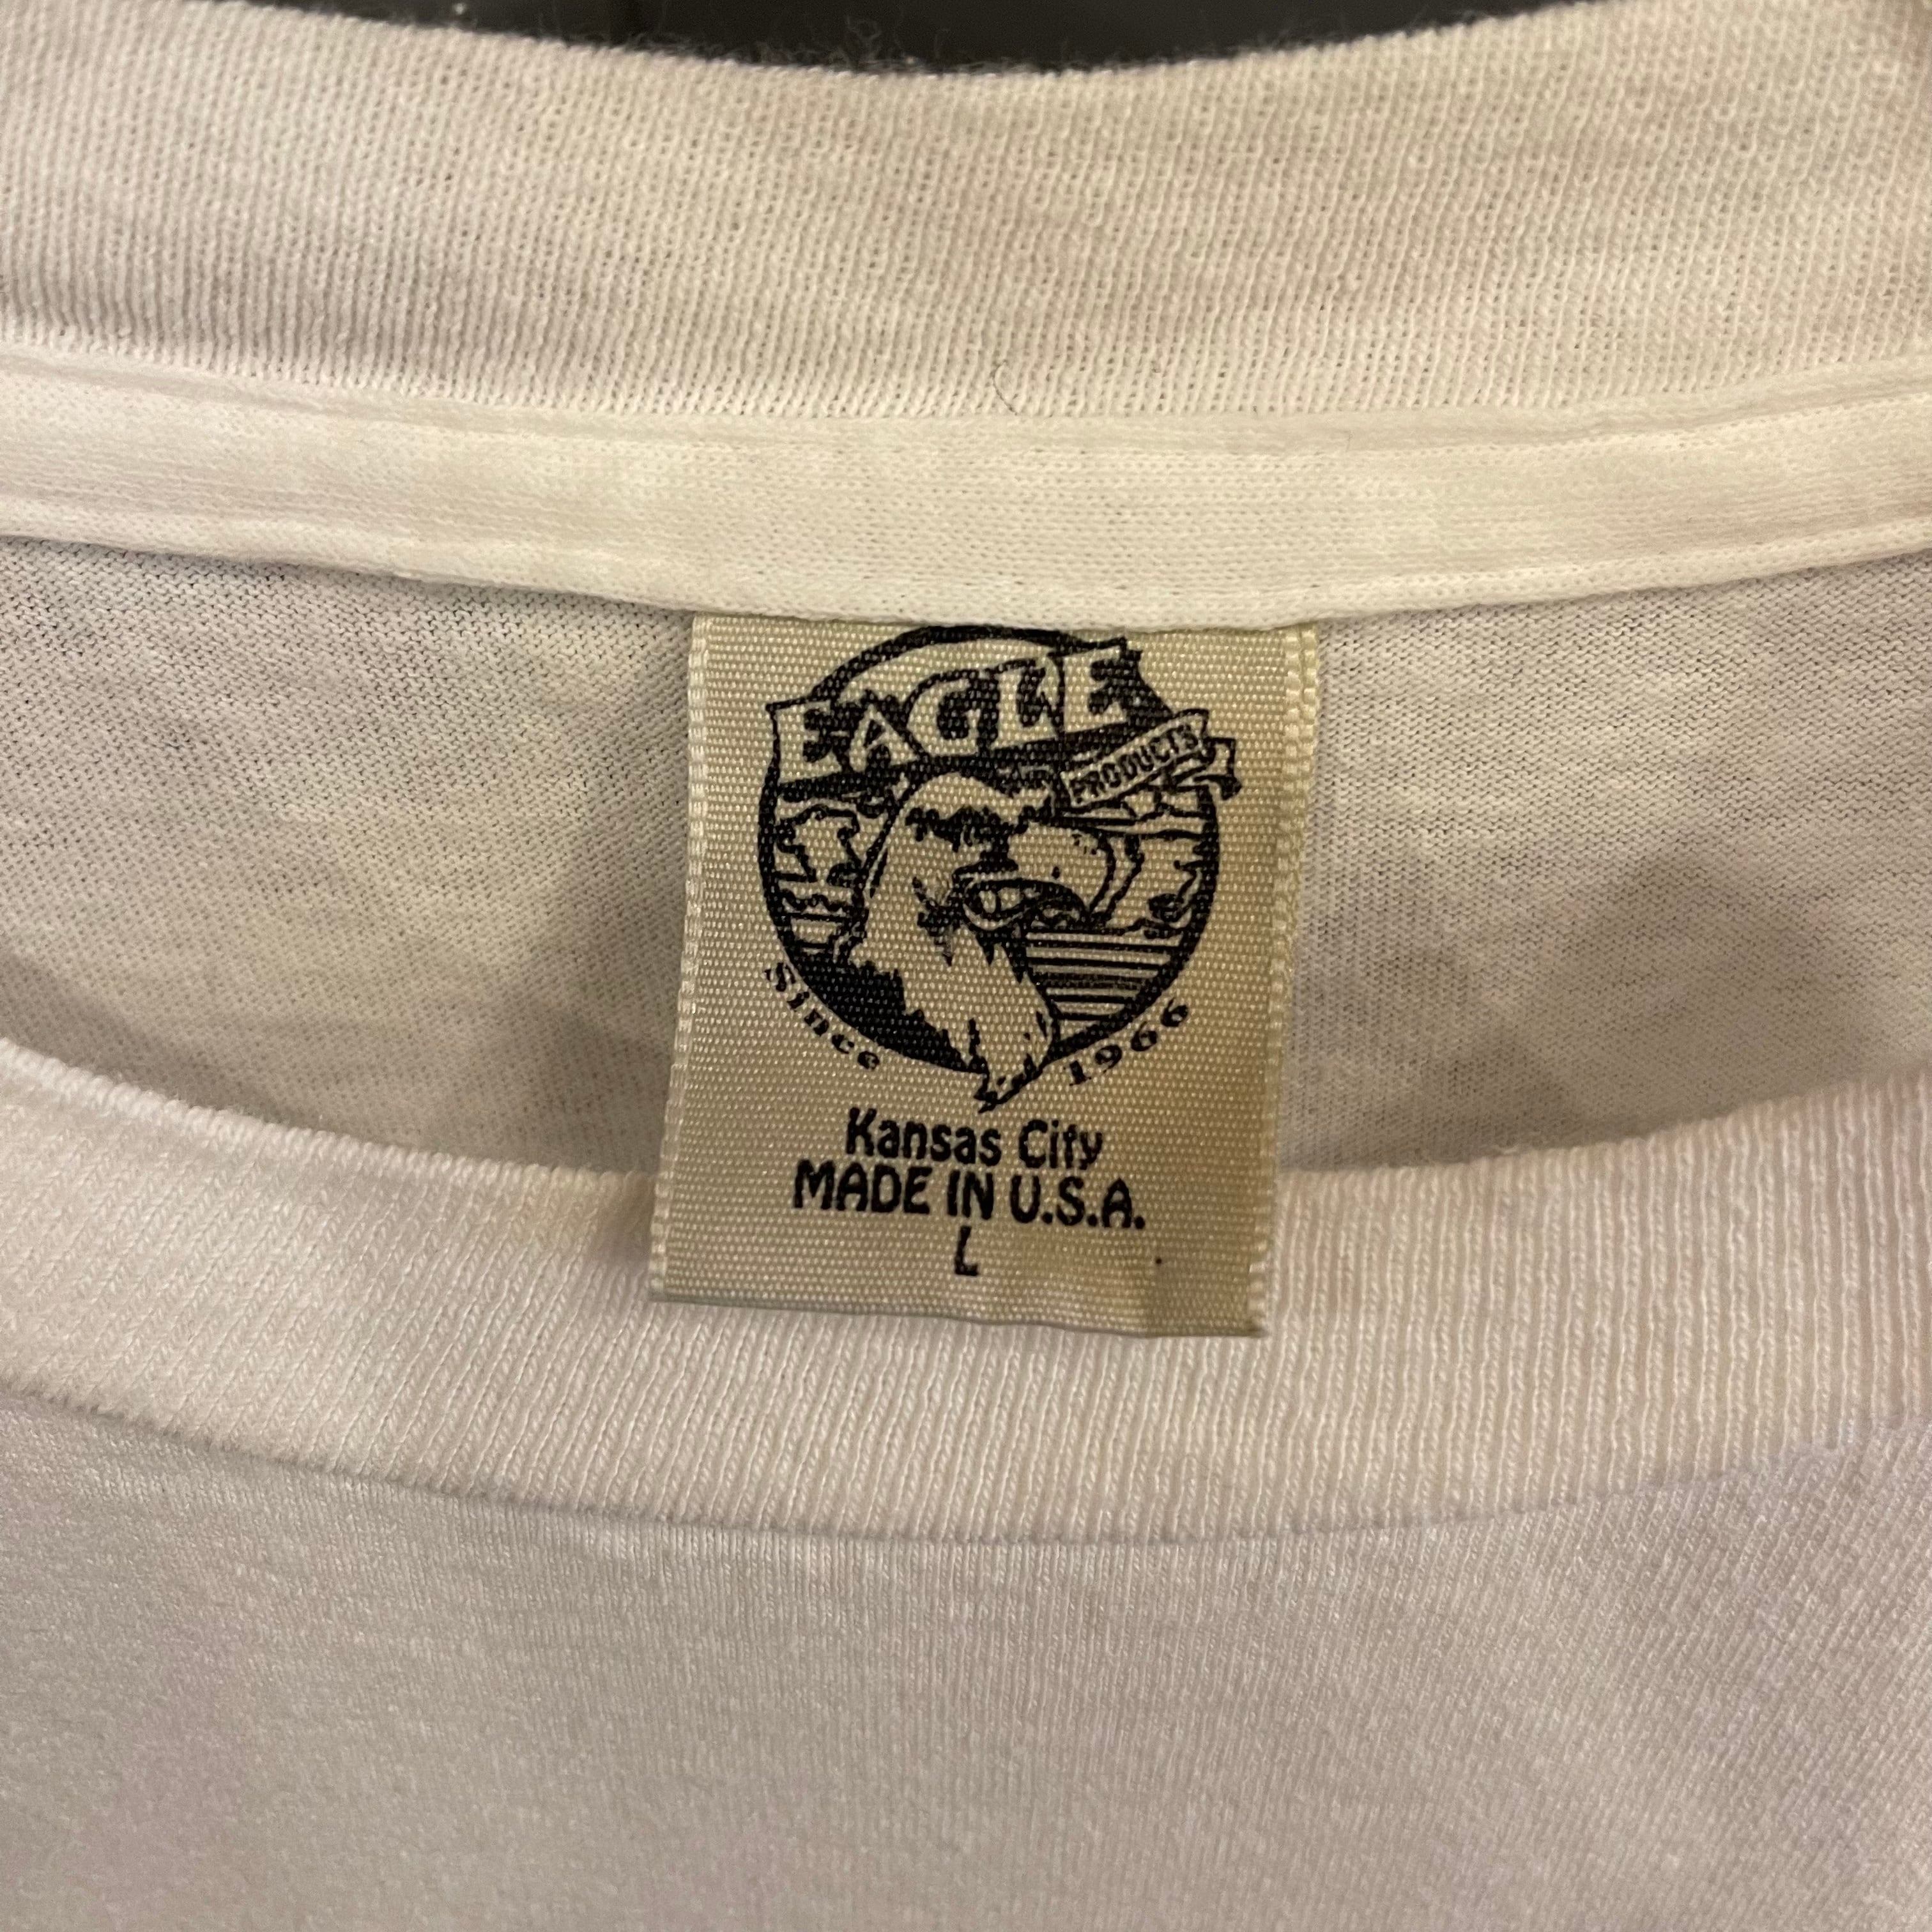 EAGLE
PRODUCTS
Since 1966
Kansas City
MADE IN U.S.A.
L